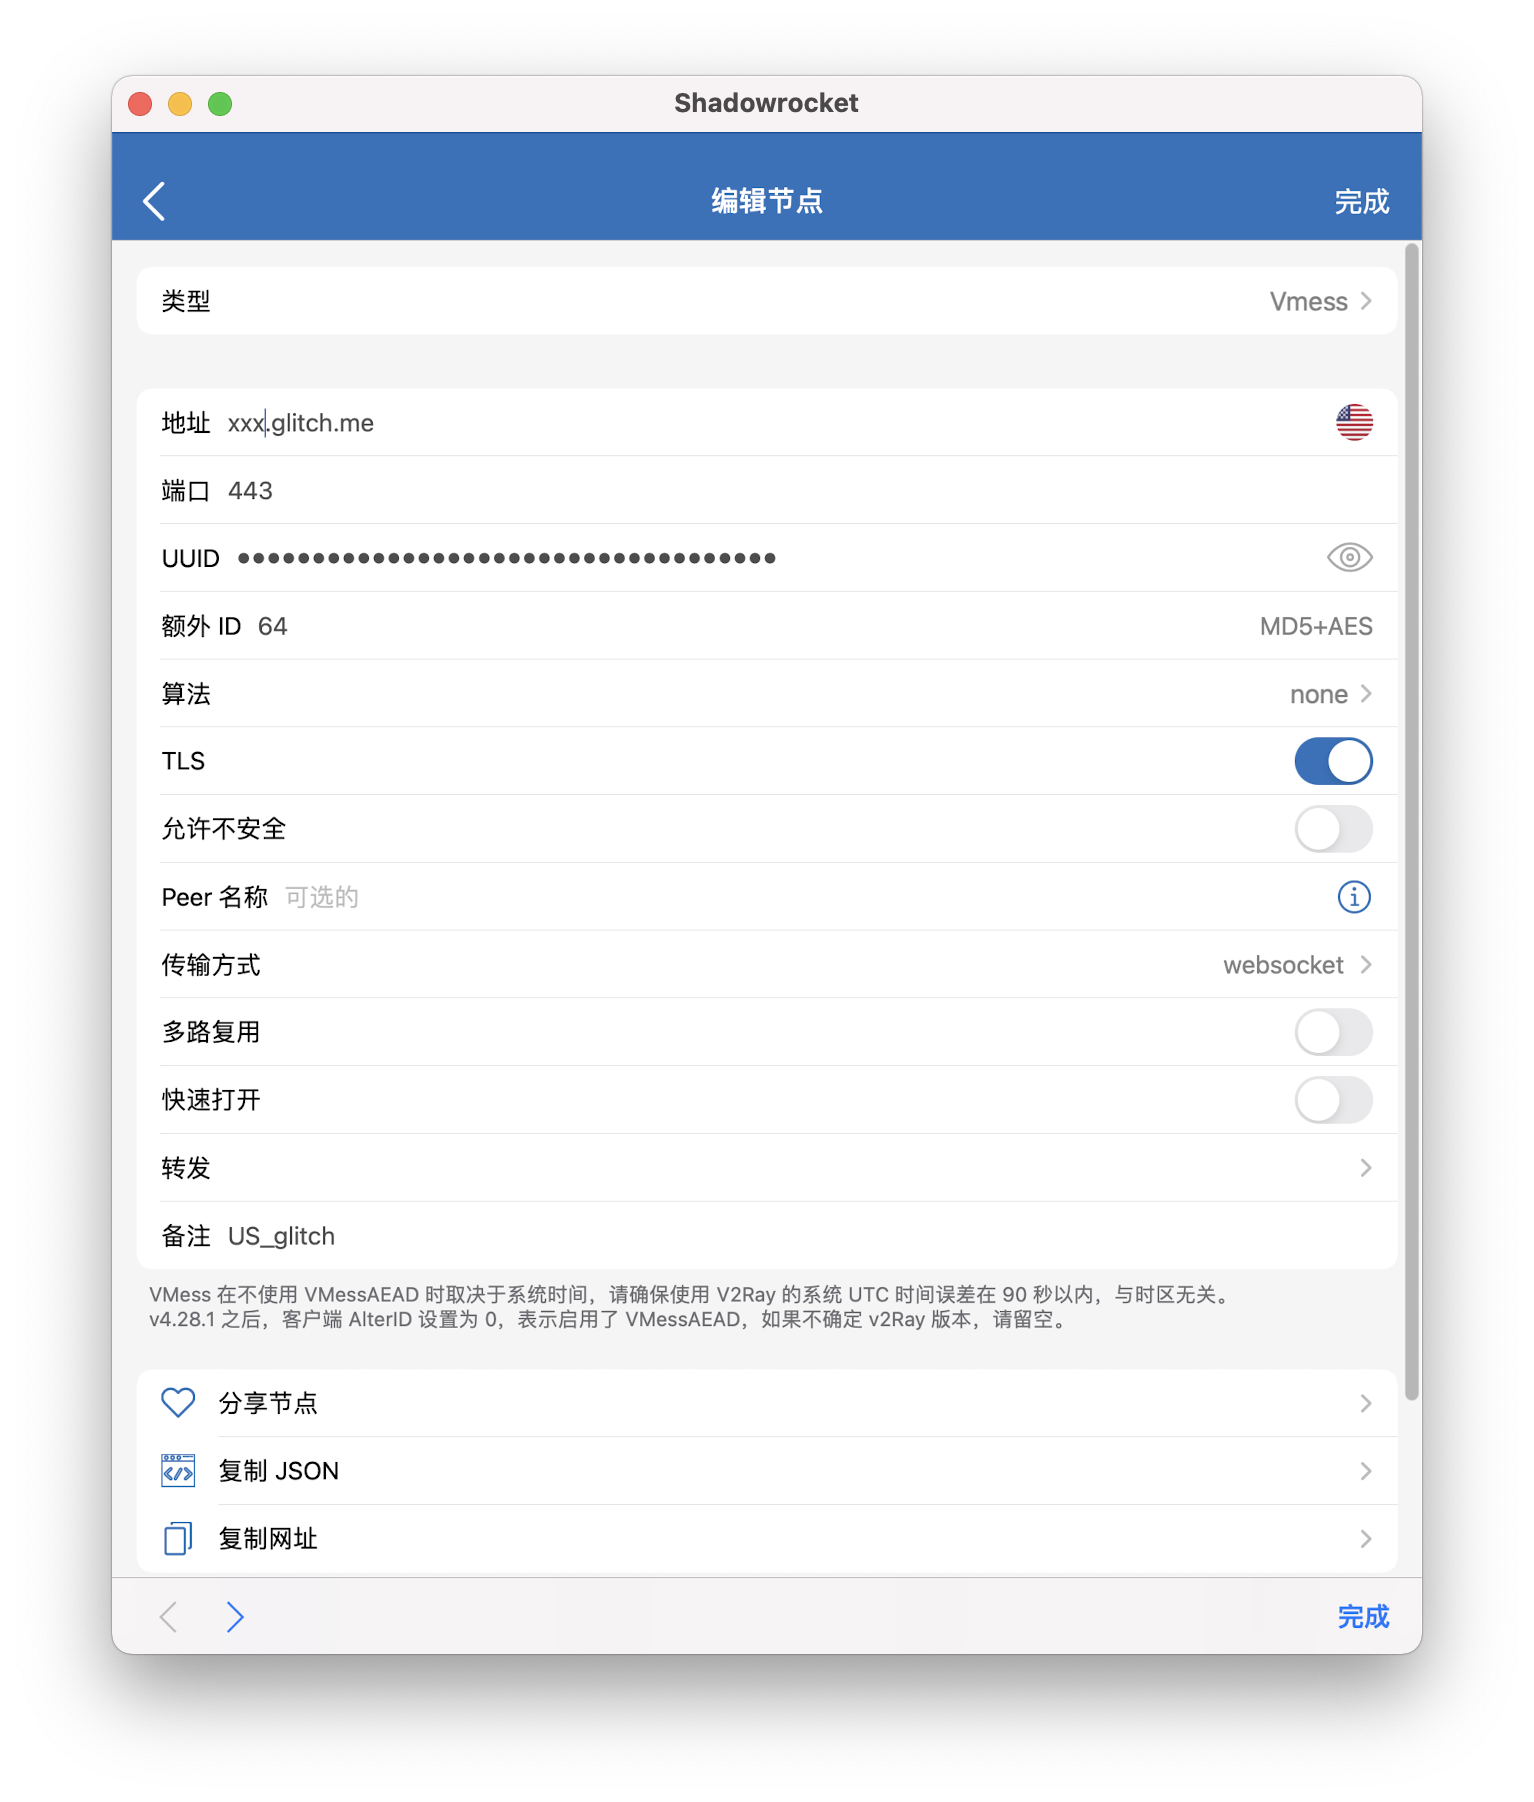 Shadowrocket
编辑节点
完成
类型 Vmess
地址 xxx.glitch.me
端口 443
UUID ••••••••••••••••••••••••••••••••••••
额外 ID 64 MD5+AES
算法 none
TLS
允许不安全
Peer 名称 可选的
传输方式 websocket
多路复用
快速打开
转发
备注 US_glitch
VMess 在不使用 VMessAEAD 时取决于系统时间，请确保使用 V2Ray 的系统 UTC 时间误差在 90 秒以内，与时区无关。
v4.28.1 之后，客户端 AlterID 设置为 0，表示启用了 VMessAEAD，如果不确定 v2Ray 版本，请留空。
分享节点
复制 JSON
复制网址
完成